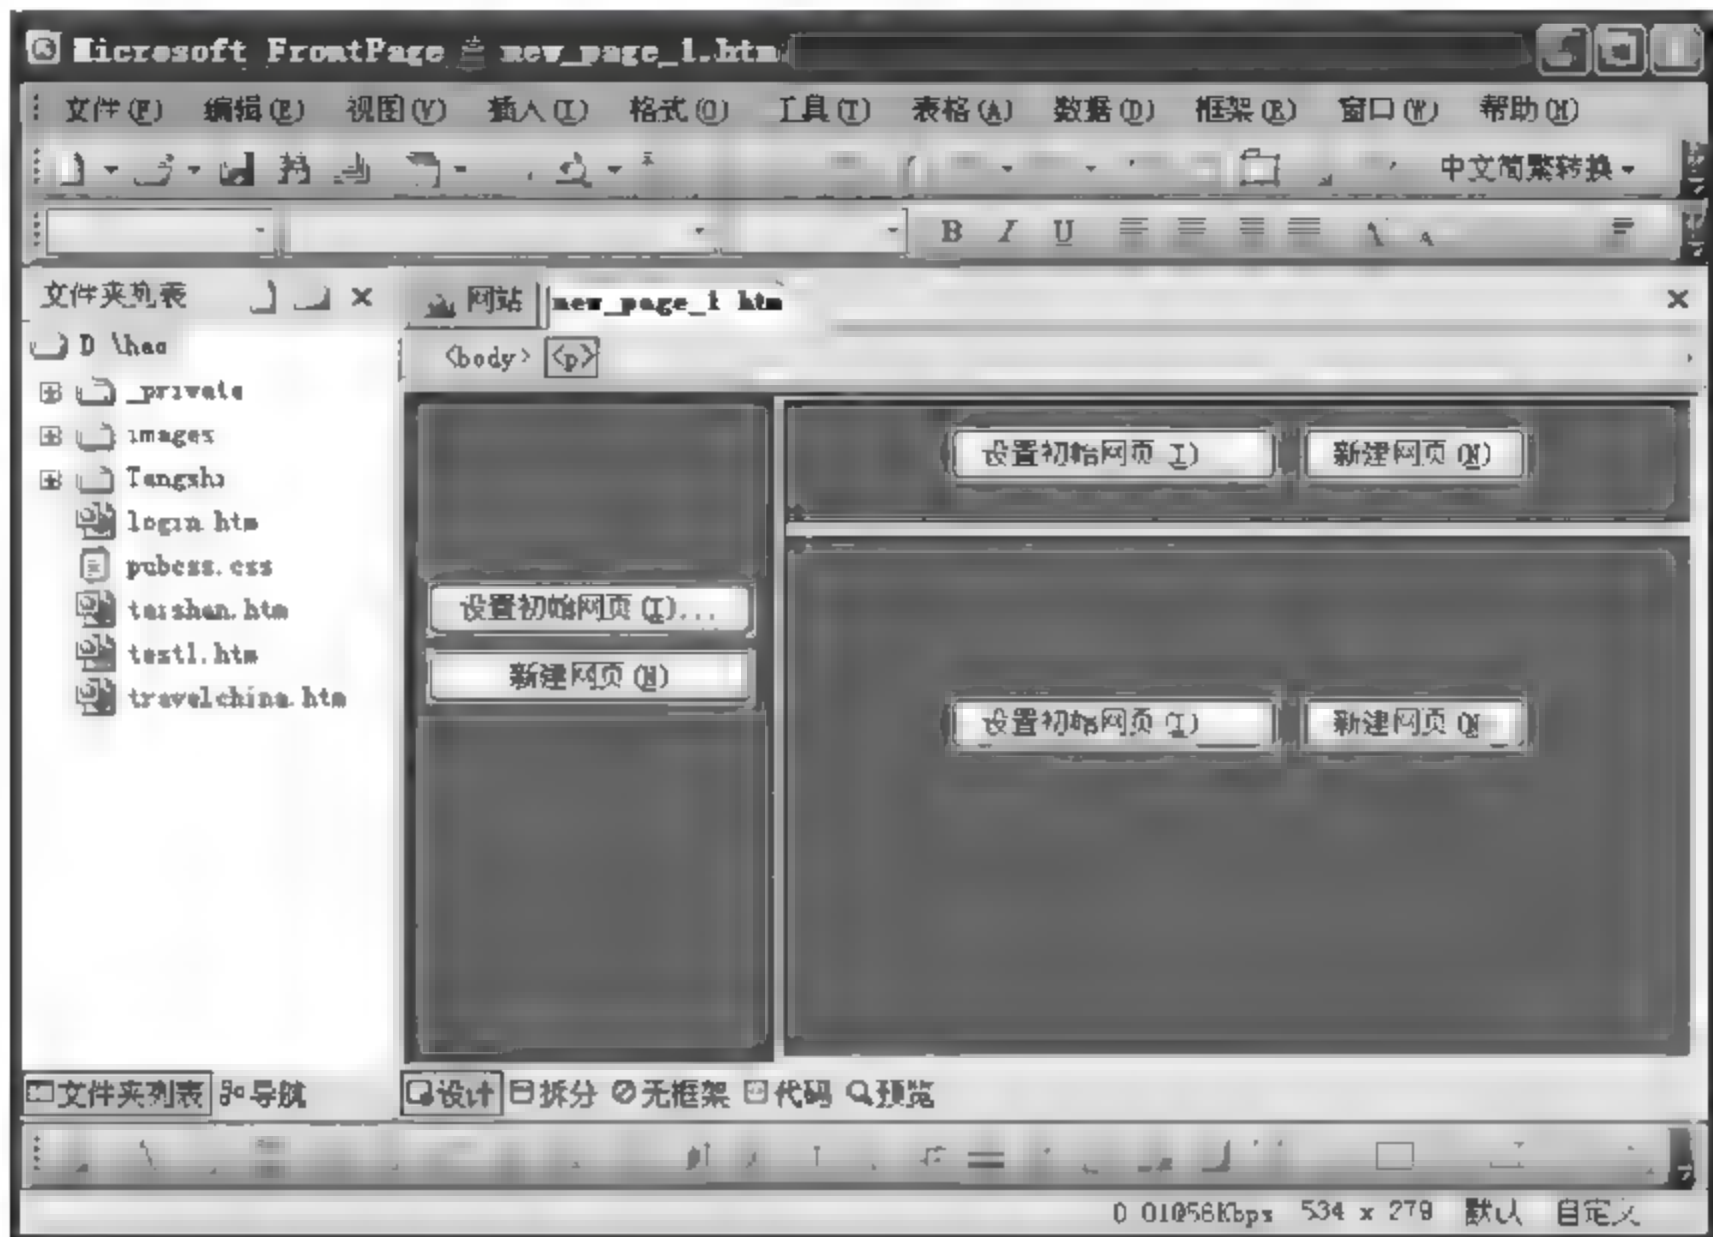 Microsoft FrontPage new_page_1.htm
文件(F) 编辑(E) 视图(V) 插入(I) 格式(O) 工具(T) 表格(A) 数据(D) 框架(R) 窗口(W) 帮助(H)
中文简繁转换
B I U
文件夹列表
网站 new_page_1.htm
D:\hao
<body> <p>
_private
images
Tangshi
login.htm
taishan.htm
test1.htm
travelchina.htm
设置初始网页(I)... 新建网页(N)
设置初始网页(I)...
新建网页(N)
设置初始网页(I)... 新建网页(N)
文件夹列表 导航 设计 拆分 无框架 代码 预览
534 x 279 默认 自定义